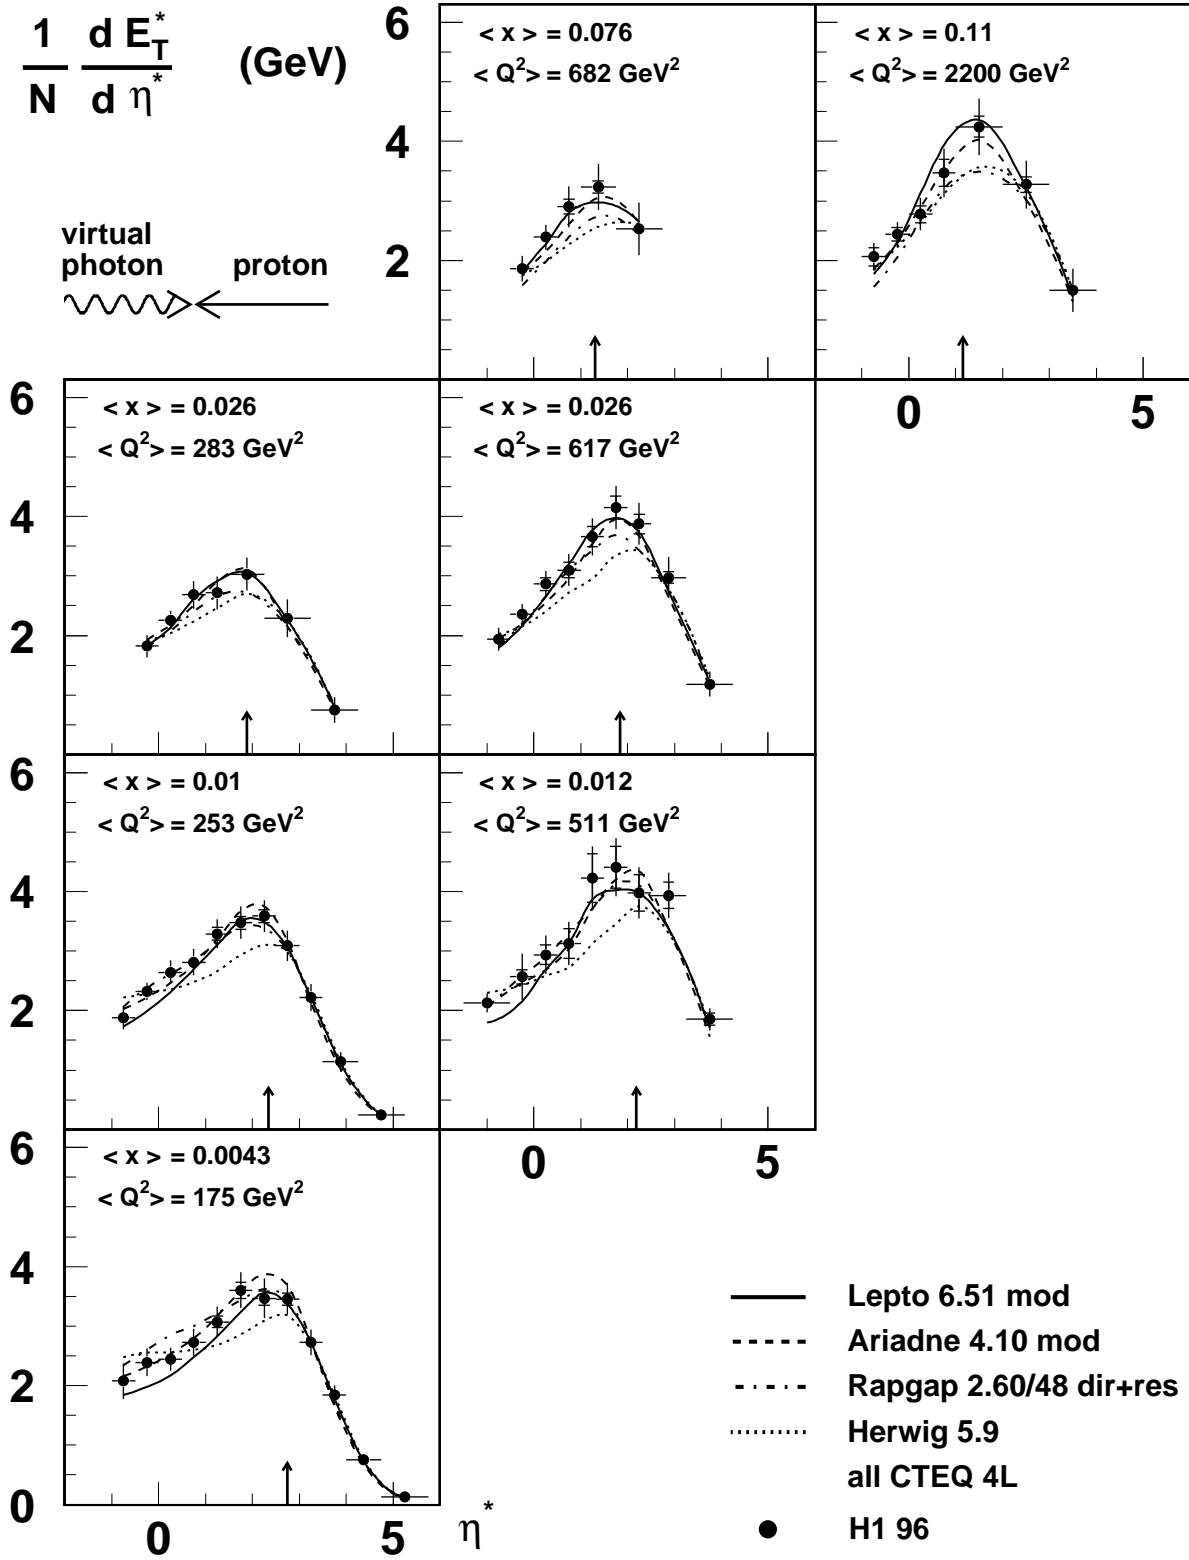 1 d E*T (GeV)
N d η*
virtual
photon proton
< x > = 0.076
< Q²> = 682 GeV²
6
4
2
< x > = 0.11
< Q²> = 2200 GeV²
0 5
< x > = 0.026
< Q²> = 283 GeV²
6
4
2
< x > = 0.026
< Q²> = 617 GeV²
< x > = 0.01
< Q²> = 253 GeV²
6
4
2
< x > = 0.012
< Q²> = 511 GeV²
0 5
< x > = 0.0043
< Q²> = 175 GeV²
6
4
2
0
0 5 η*
Lepto 6.51 mod
Ariadne 4.10 mod
Rapgap 2.60/48 dir+res
Herwig 5.9
all CTEQ 4L
H1 96